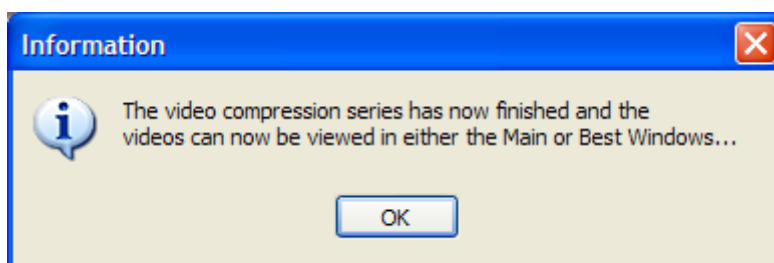 Information
The video compression series has now finished and the
videos can now be viewed in either the Main or Best Windows...
OK